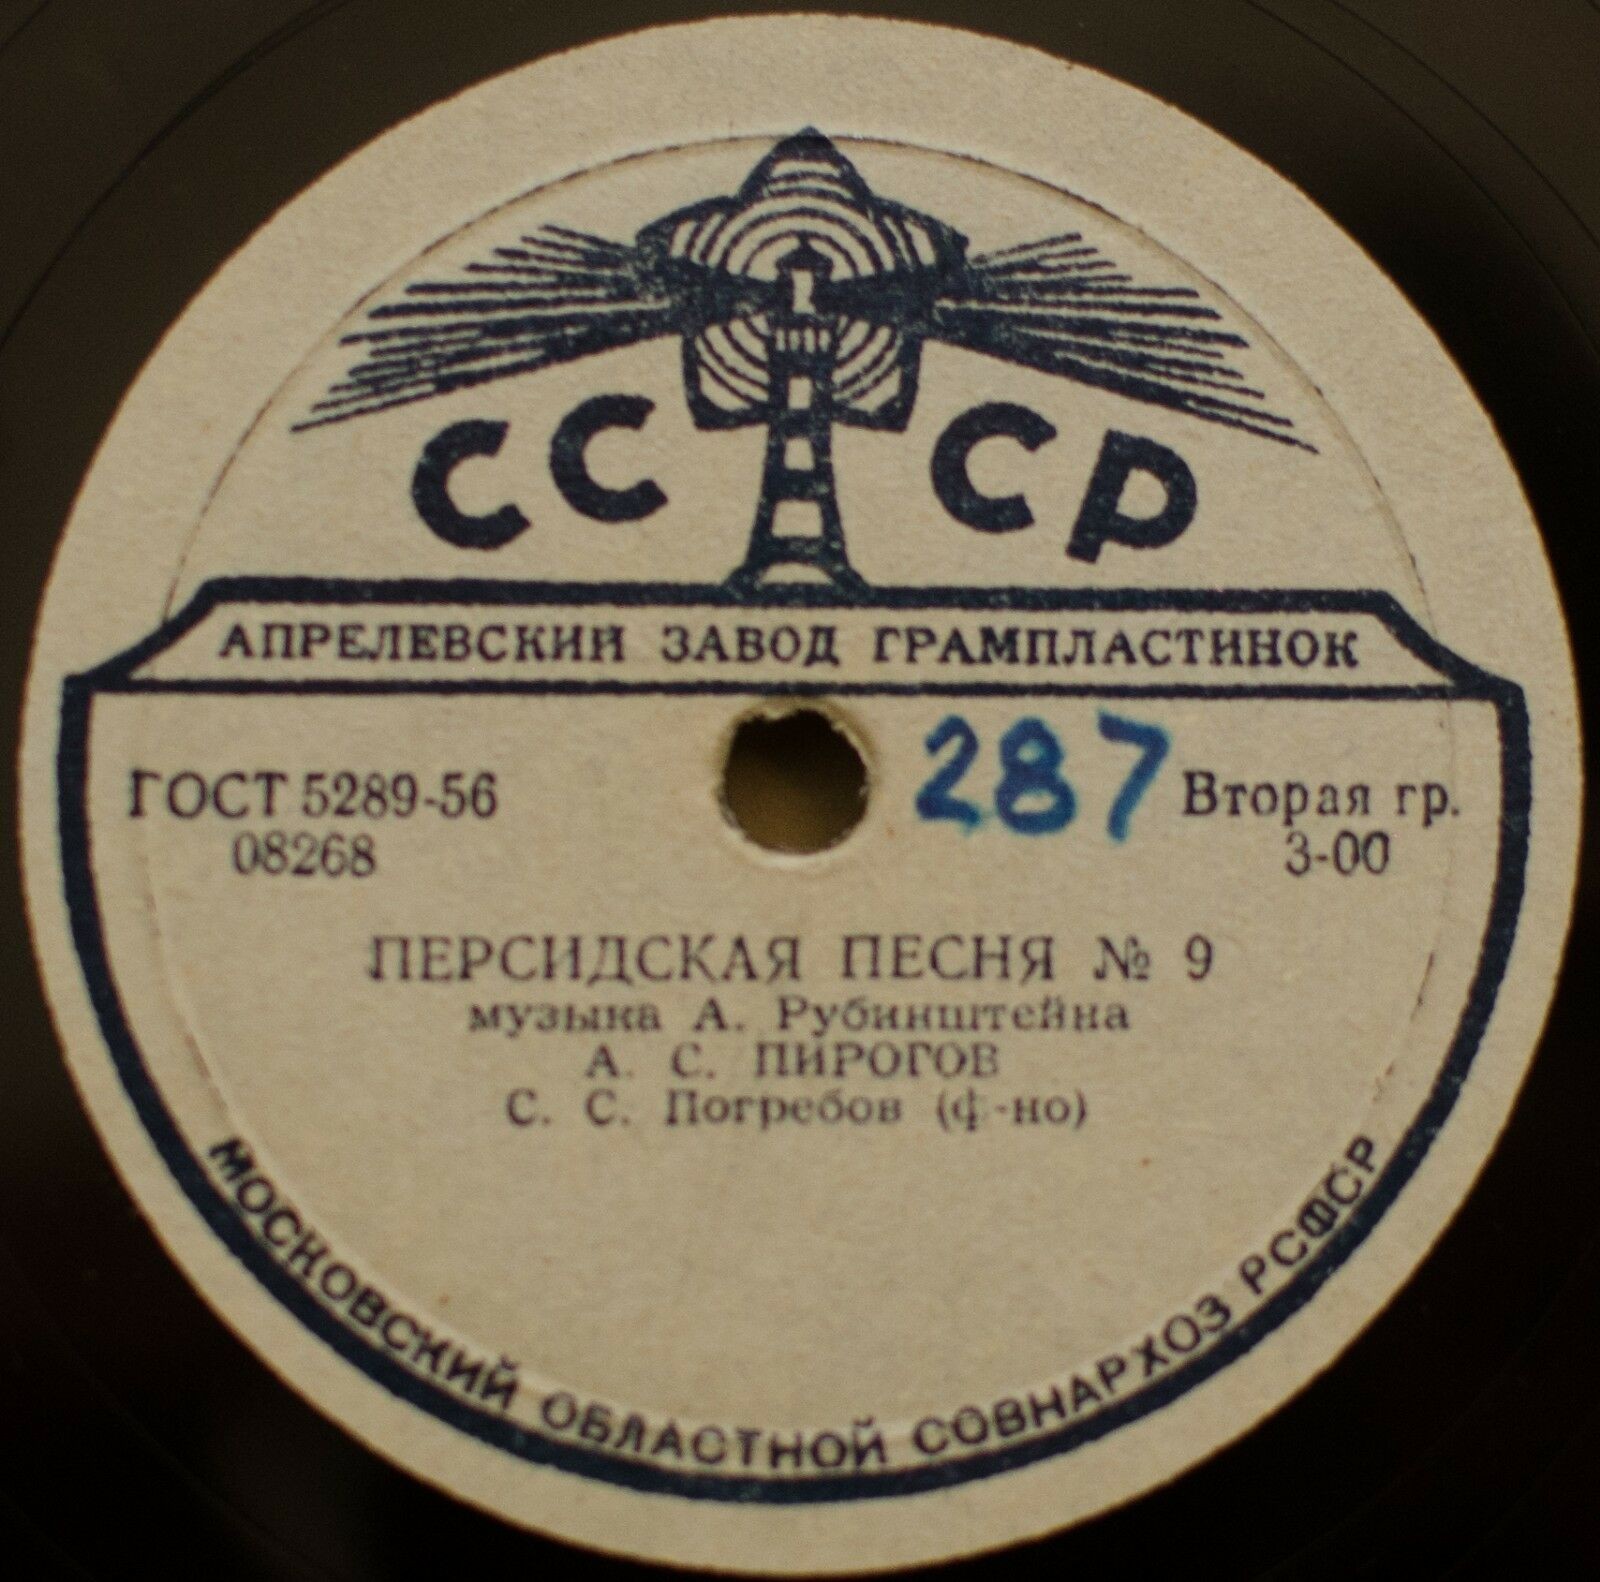 СССР
АПРЕЛЕВСКИЙ ЗАВОД ГРАМПЛАСТИНОК
287
ГОСТ 5289-56
Вторая гр.
08268
3-00
ПЕРСИДСКАЯ ПЕСНЯ № 9
музыка А. Рубинштейна
А. С. ПИРОГОВ
С. С. Погребов (ф-но)
МОСКОВСКИЙ ОБЛАСТНОЙ СОВНАРХОЗ РСФСР